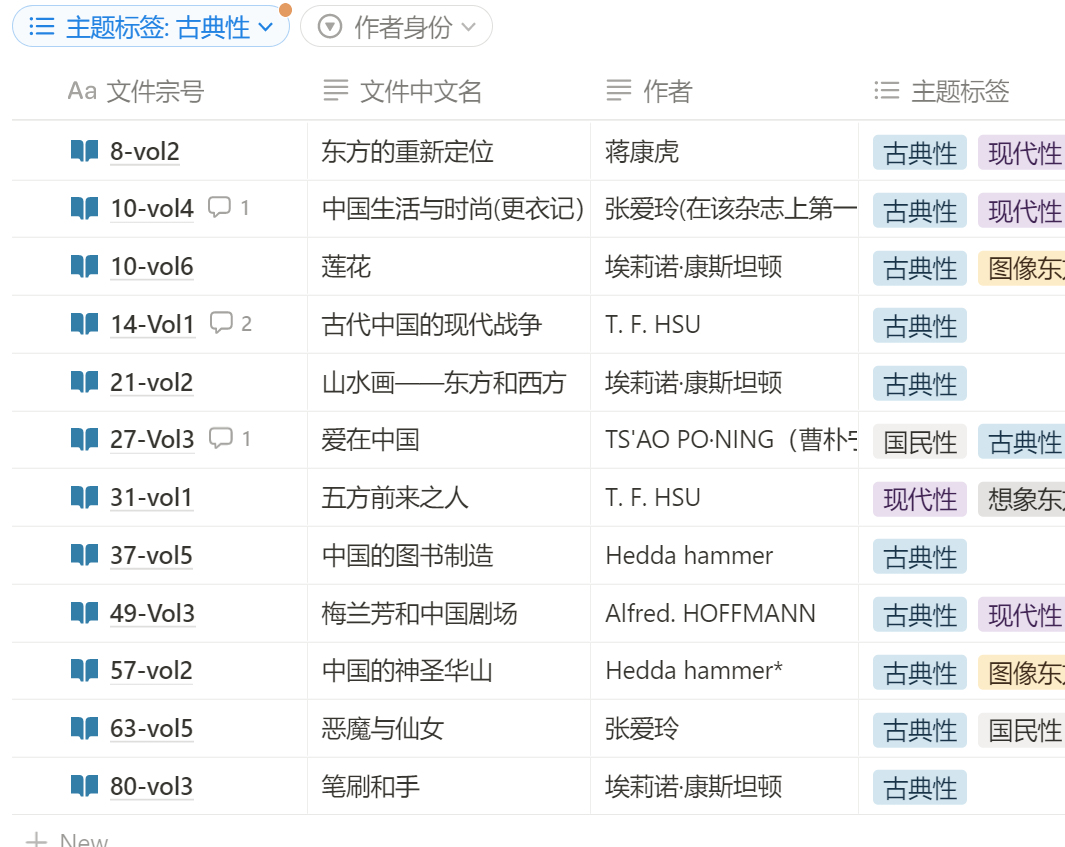 主题标签: 古典性 作者身份
Aa 文件宗号 文件中文名 作者 主题标签
8-vol2 东方的重新定位 蒋康虎 古典性 现代性
10-vol4 1 中国生活与时尚(更衣记) 张爱玲(在该杂志上第一 古典性 现代性
10-vol6 莲花 埃莉诺·康斯坦顿 古典性 图像东
14-Vol1 2 古代中国的现代战争 T. F. HSU 古典性
21-vol2 山水画——东方和西方 埃莉诺·康斯坦顿 古典性
27-Vol3 1 爱在中国 TS'AO PO·NING（曹朴 国民性 古典性
31-vol1 五方前来之人 T. F. HSU 现代性 想象东
37-vol5 中国的图书制造 Hedda hammer 古典性
49-Vol3 梅兰芳和中国剧场 Alfred. HOFFMANN 古典性 现代性
57-vol2 中国的神圣华山 Hedda hammer* 古典性 图像东
63-vol5 恶魔与仙女 张爱玲 古典性 国民性
80-vol3 笔刷和手 埃莉诺·康斯坦顿 古典性
New